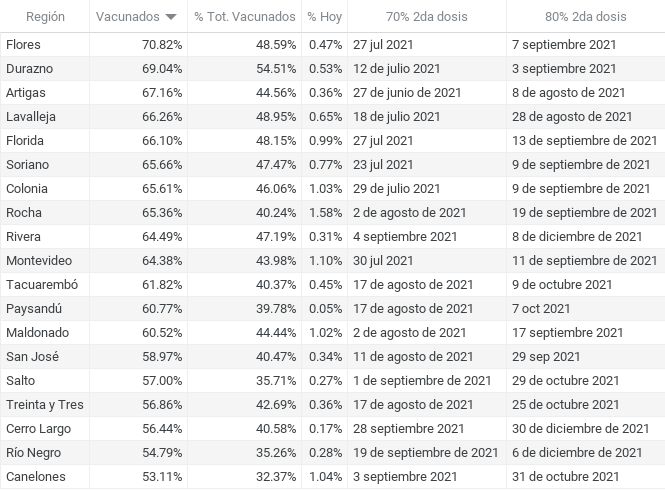 Región Vacunados % Tot. Vacunados % Hoy 70% 2da dosis 80% 2da dosis
Flores 70.82% 48.59% 0.47% 27 jul 2021 7 septiembre 2021
Durazno 69.04% 54.51% 0.53% 12 de julio 2021 3 septiembre 2021
Artigas 67.16% 44.56% 0.36% 27 de junio de 2021 8 de agosto de 2021
Lavalleja 66.26% 48.95% 0.65% 18 de julio 2021 28 de agosto de 2021
Florida 66.10% 48.15% 0.99% 27 jul 2021 13 de septiembre de 2021
Soriano 65.66% 47.47% 0.77% 23 jul 2021 9 de septiembre de 2021
Colonia 65.61% 46.06% 1.03% 29 de julio 2021 9 de septiembre de 2021
Rocha 65.36% 40.24% 1.58% 2 de agosto de 2021 19 de septiembre de 2021
Rivera 64.49% 47.19% 0.31% 4 septiembre 2021 8 de diciembre de 2021
Montevideo 64.38% 43.98% 1.10% 30 jul 2021 11 de septiembre de 2021
Tacuarembó 61.82% 40.37% 0.45% 17 de agosto de 2021 9 de octubre 2021
Paysandú 60.77% 39.78% 0.05% 17 de agosto de 2021 7 oct 2021
Maldonado 60.52% 44.44% 1.02% 2 de agosto de 2021 17 septiembre 2021
San José 58.97% 40.47% 0.34% 11 de agosto de 2021 29 sep 2021
Salto 57.00% 35.71% 0.27% 1 de septiembre de 2021 29 de octubre 2021
Treinta y Tres 56.86% 42.69% 0.36% 17 de agosto de 2021 25 de octubre 2021
Cerro Largo 56.44% 40.58% 0.17% 28 septiembre 2021 30 de diciembre de 2021
Río Negro 54.79% 35.26% 0.28% 19 de septiembre de 2021 6 de diciembre de 2021
Canelones 53.11% 32.37% 1.04% 3 septiembre 2021 31 de octubre 2021